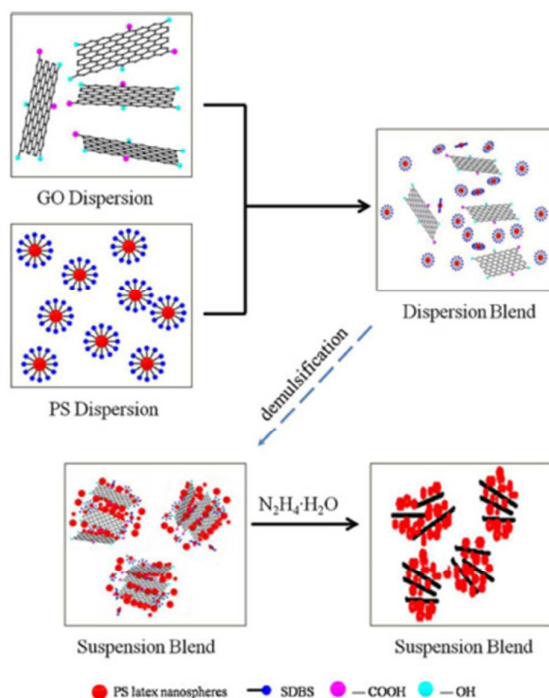 GO Dispersion
PS Dispersion
Dispersion Blend
demulsification
N₂H₄·H₂O
Suspension Blend
Suspension Blend
PS latex nanospheres
SDBS
—COOH
—OH